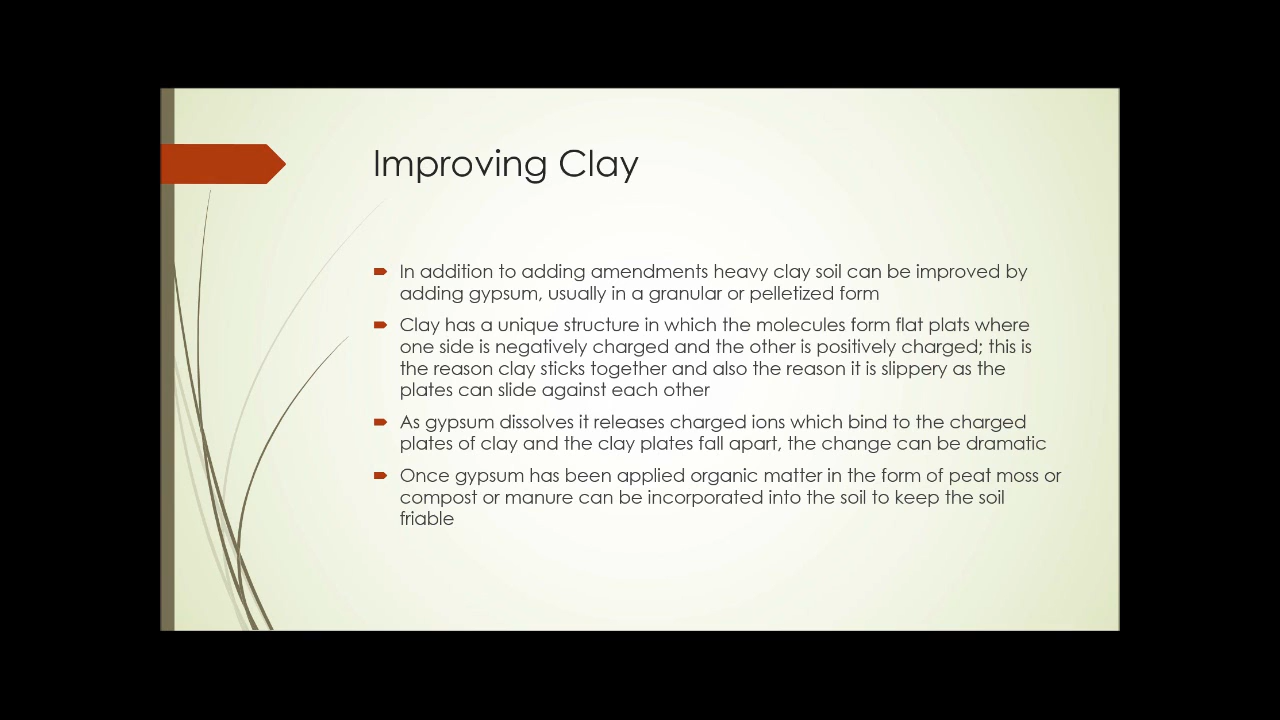 Improving Clay
In addition to adding amendments heavy clay soil can be improved by
adding gypsum, usually in a granular or pelletized form
Clay has a unique structure in which the molecules form flat plats where
one side is negatively charged and the other is positively charged; this is
the reason clay sticks together and also the reason it is slippery as the
plates can slide against each other
As gypsum dissolves it releases charged ions which bind to the charged
plates of clay and the clay plates fall apart, the change can be dramatic
Once gypsum has been applied organic matter in the form of peat moss or
compost or manure can be incorporated into the soil to keep the soil
friable